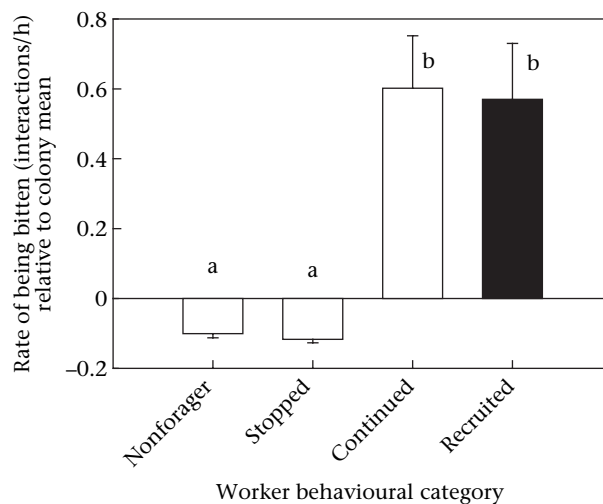 Rate of being bitten (interactions/h)
relative to colony mean
0.8
0.6
0.4
0.2
0
−0.2
a
a
b
b
Nonforager
Stopped
Continued
Recruited
Worker behavioural category